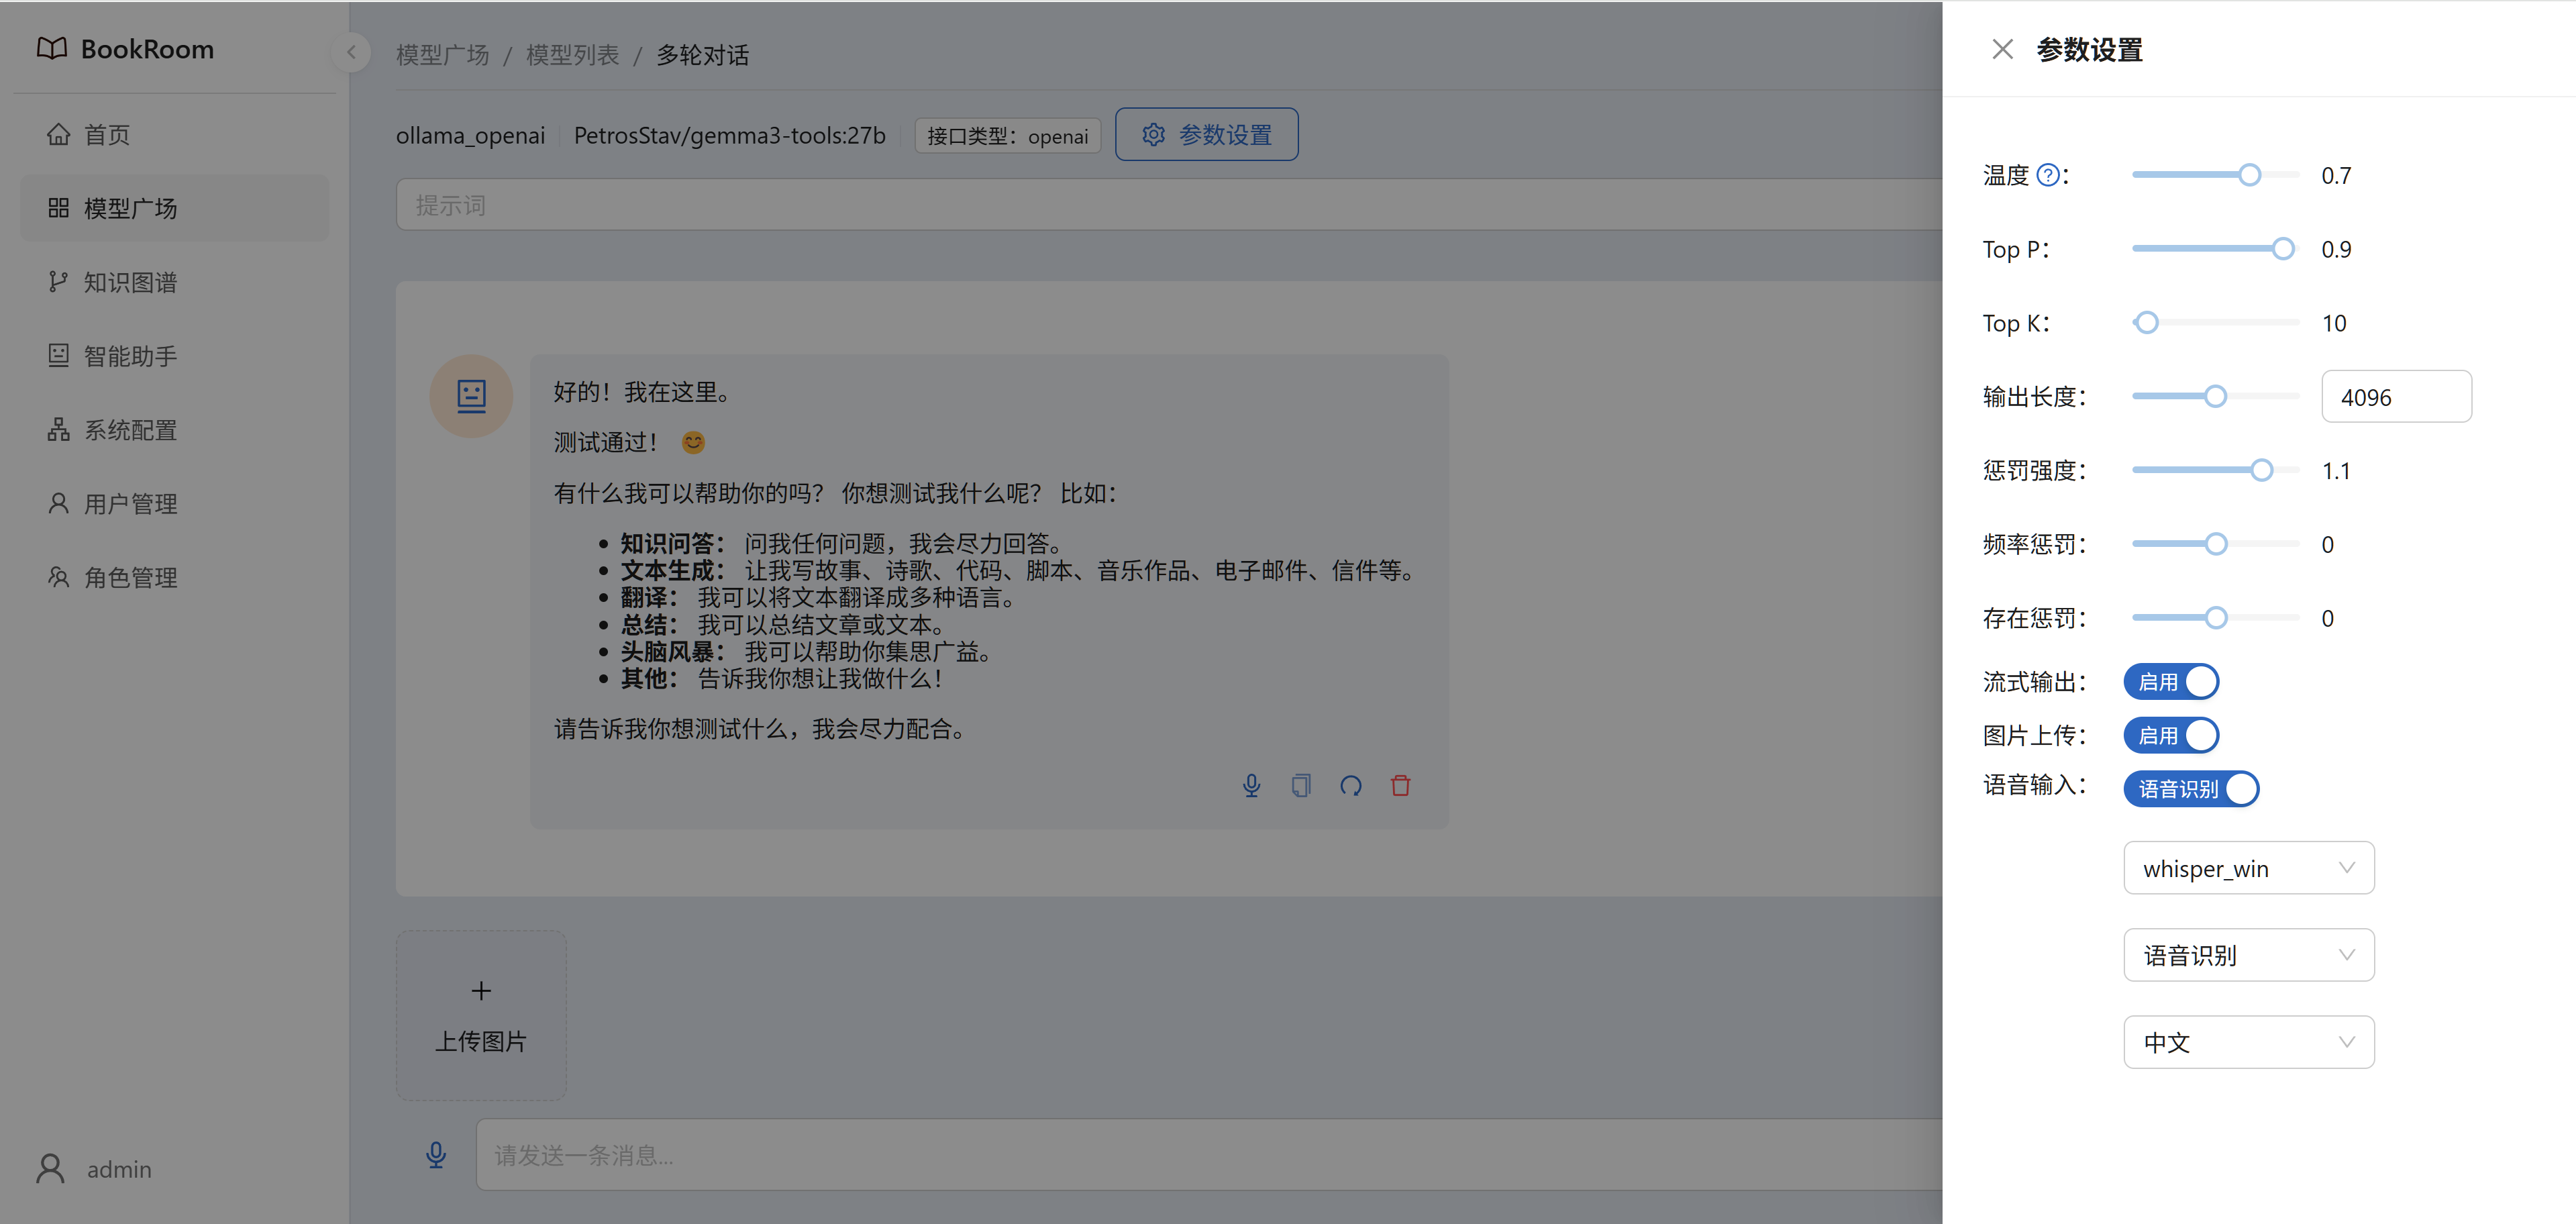 BookRoom
首页
模型广场
知识图谱
智能助手
系统配置
用户管理
角色管理
admin
模型广场 / 模型列表 / 多轮对话
ollama_openai PetrosStav/gemma3-tools:27b 接口类型：openai 参数设置
提示词
好的！我在这里。
测试通过！ 😊
有什么我可以帮助你的吗？ 你想测试我什么呢？ 比如：
• 知识问答： 问我任何问题，我会尽力回答。
• 文本生成： 让我写故事、诗歌、代码、脚本、音乐作品、电子邮件、信件等。
• 翻译： 我可以将文本翻译成多种语言。
• 总结： 我可以总结文章或文本。
• 头脑风暴： 我可以帮助你集思广益。
• 其他： 告诉我你想让我做什么！
请告诉我你想测试什么，我会尽力配合。
上传图片
请发送一条消息...
参数设置
温度 ?： 0.7
Top P： 0.9
Top K： 10
输出长度： 4096
惩罚强度： 1.1
频率惩罚： 0
存在惩罚： 0
流式输出： 启用
图片上传： 启用
语音输入： 语音识别
whisper_win
语音识别
中文